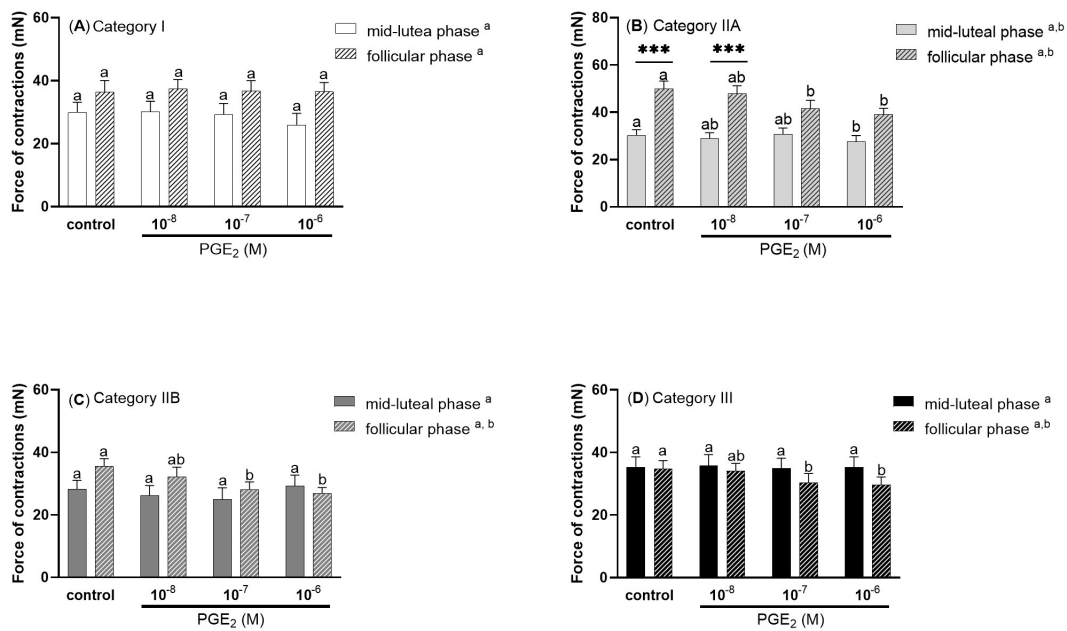 (A) Category I
mid-lutea phase a
follicular phase a
Force of contractions (mN)
60
40
20
0
a a a a a a a a
control 10-8 10-7 10-6
PGE2 (M)
(B) Category IIA
mid-luteal phase a,b
follicular phase a,b
Force of contractions (mN)
80
60
40
20
0
*** ***
a a ab ab b b b b
control 10-8 10-7 10-6
PGE2 (M)
(C) Category IIB
mid-luteal phase a
follicular phase a, b
Force of contractions (mN)
60
40
20
0
a a a ab a b a b
control 10-8 10-7 10-6
PGE2 (M)
(D) Category III
mid-luteal phase a
follicular phase a,b
Force of contractions (mN)
60
40
20
0
a a a ab a b a b
control 10-8 10-7 10-6
PGE2 (M)